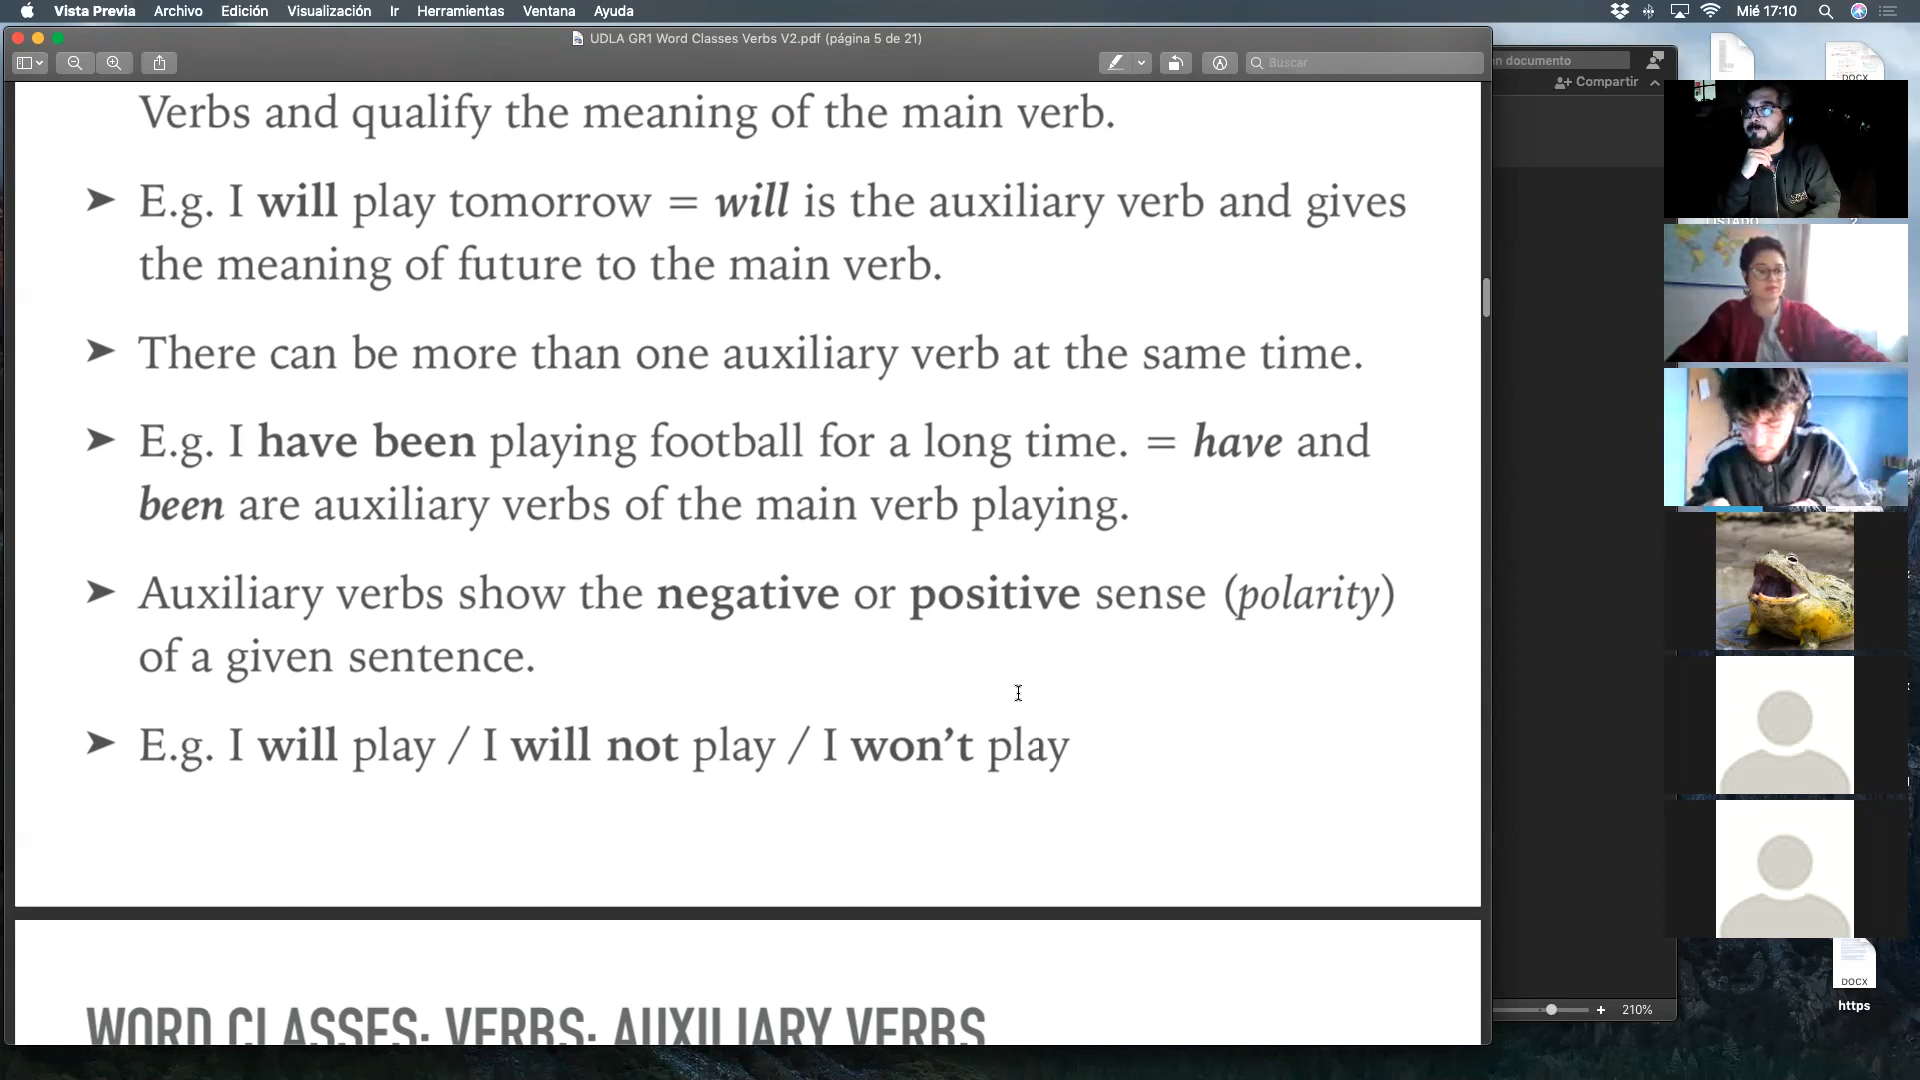 Vista Previa Archivo Edición Visualización Ir Herramientas Ventana Ayuda Mié 17:10
UDLA GR1 Word Classes Verbs V2.pdf (página 5 de 21)
Buscar
en documento
Compartir
DOCX
Verbs and qualify the meaning of the main verb.
➤ E.g. I will play tomorrow = will is the auxiliary verb and gives
the meaning of future to the main verb.
➤ There can be more than one auxiliary verb at the same time.
➤ E.g. I have been playing football for a long time. = have and
been are auxiliary verbs of the main verb playing.
➤ Auxiliary verbs show the negative or positive sense (polarity)
of a given sentence.
➤ E.g. I will play / I will not play / I won’t play
WORD CLASSES: VERBS: AUXILIARY VERBS
DOCX
https
210%